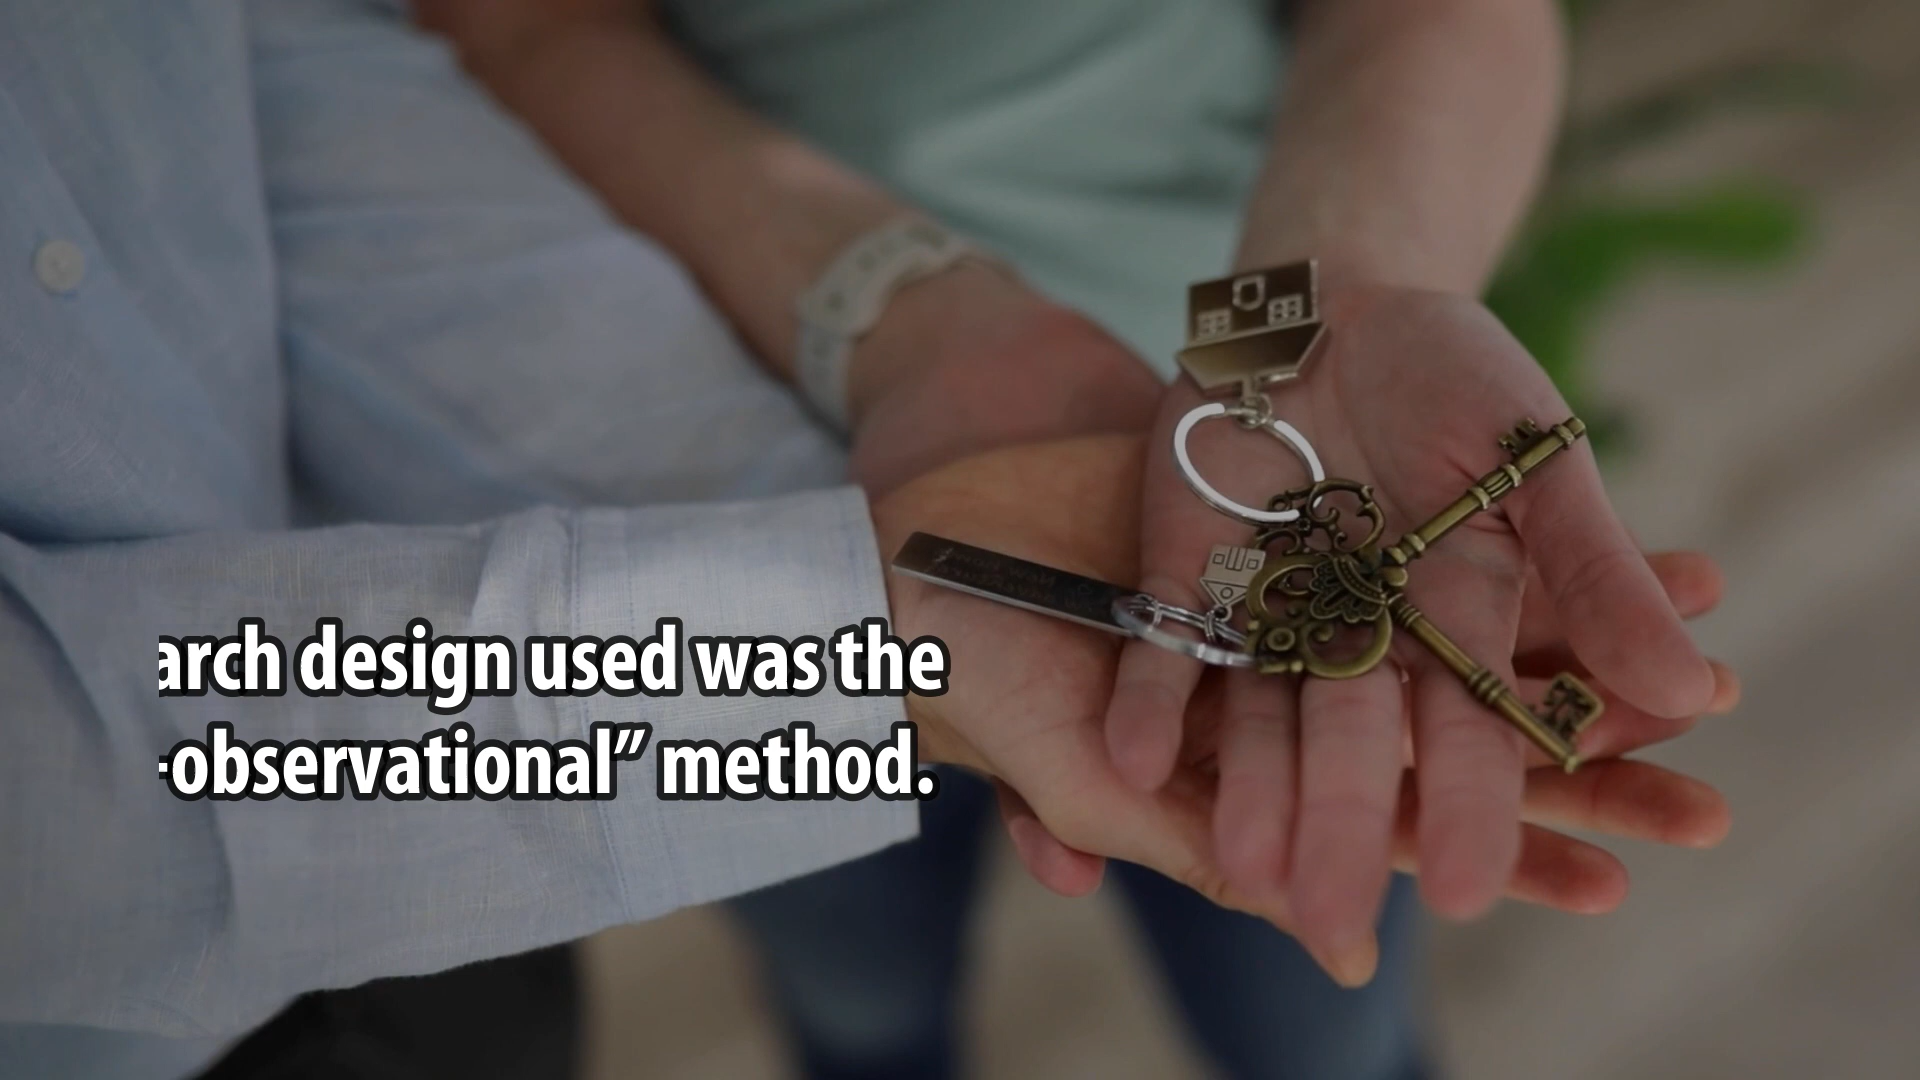 arch design used was the
-observational” method.